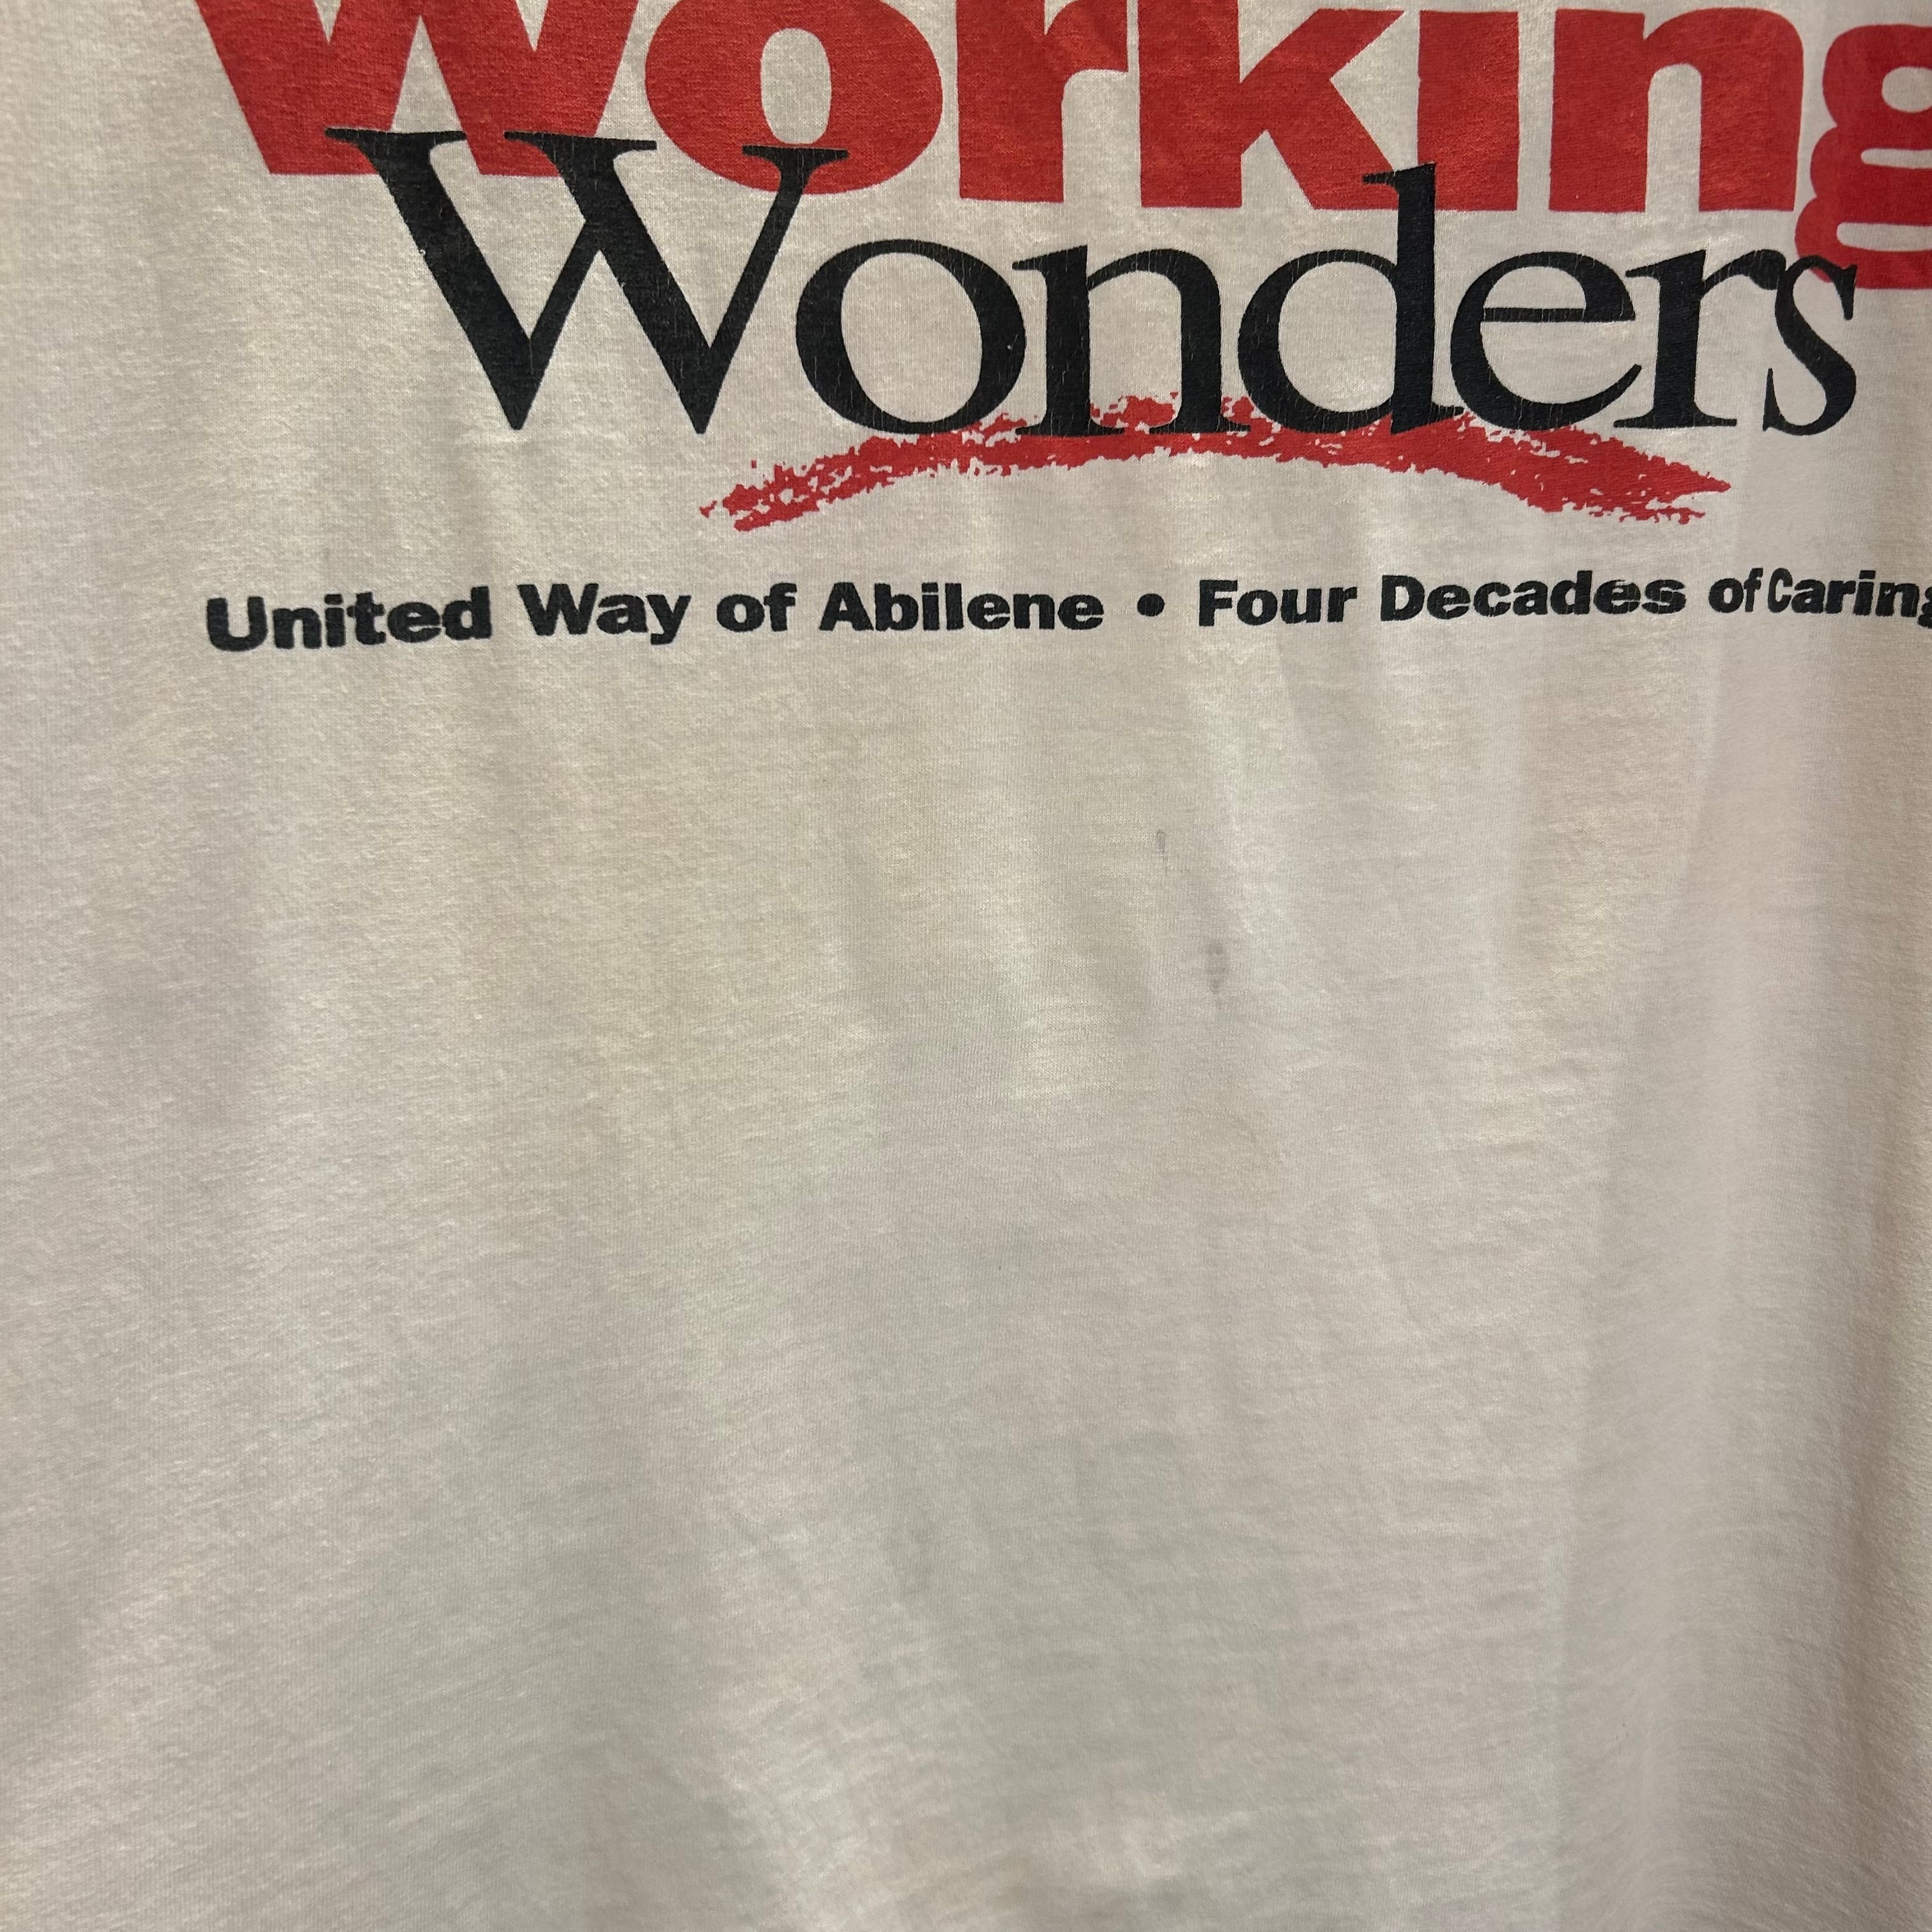 Working
Wonders
United Way of Abilene • Four Decades of Caring